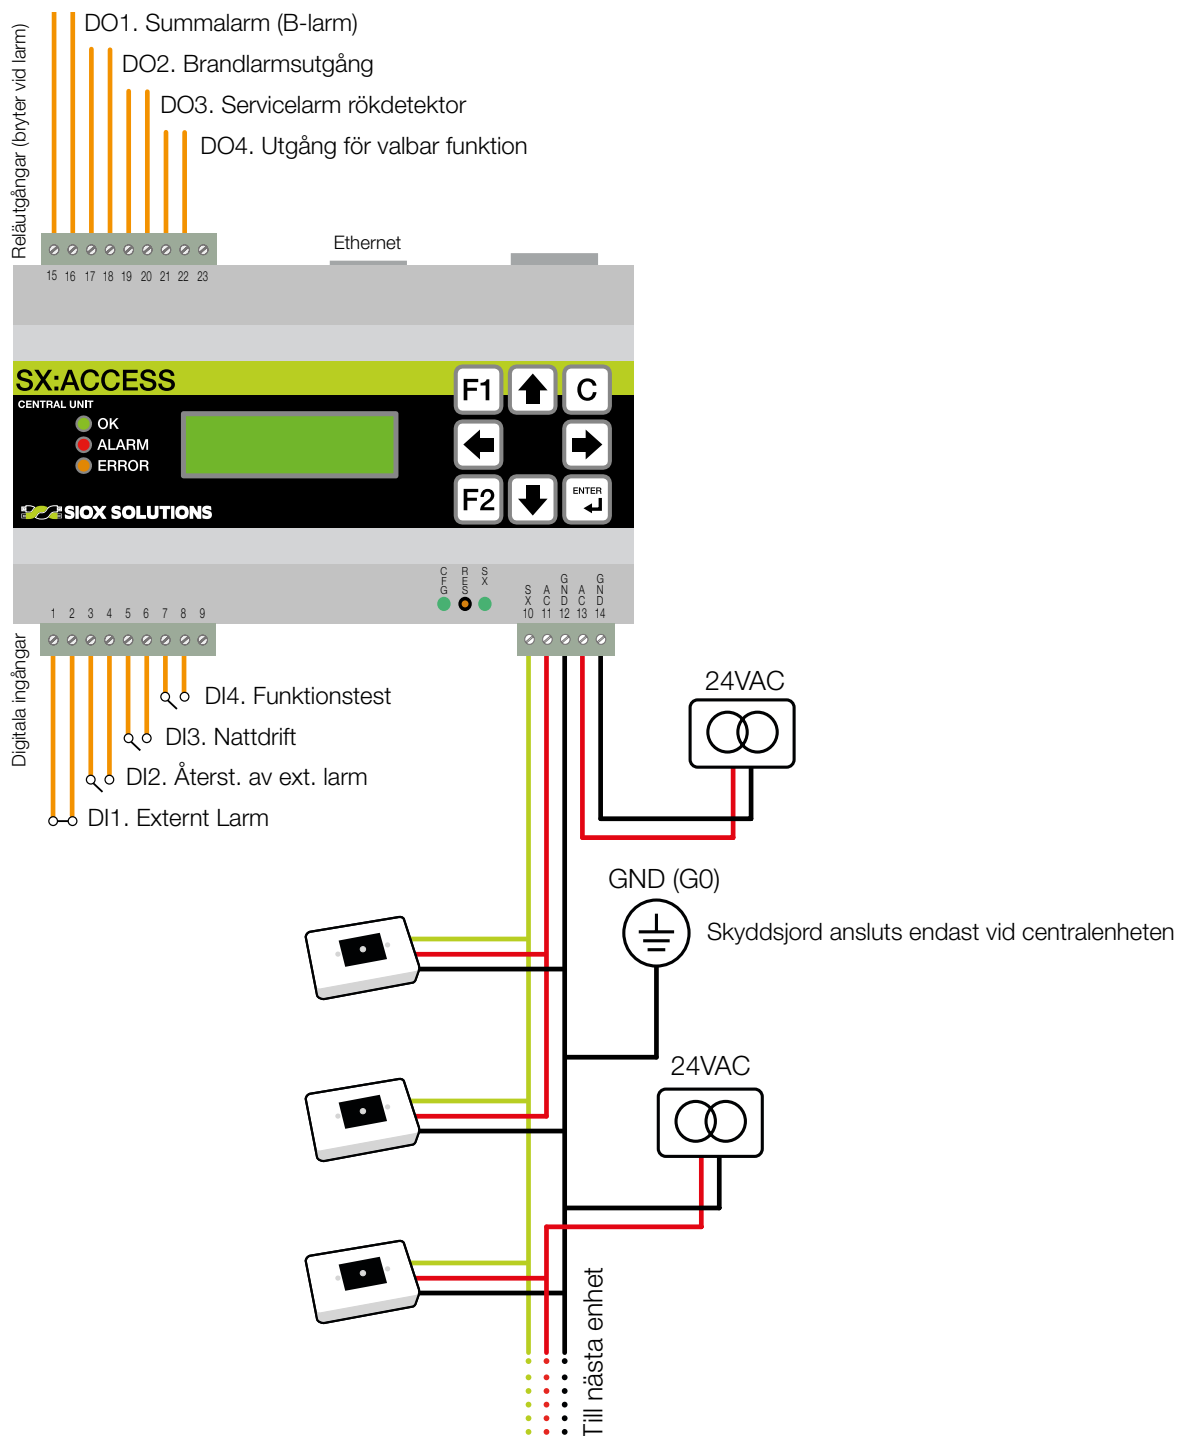 DO1. Summalarm (B-larm)
DO2. Brandlarmsutgång
DO3. Servicelarm rökdetektor
DO4. Utgång för valbar funktion
Reläutgångar (bryter vid larm)
Ethernet
15 16 17 18 19 20 21 22 23
SX:ACCESS
CENTRAL UNIT
OK
ALARM
ERROR
F1 C
F2 ENTER
SIOX SOLUTIONS
CFG RES SX
SX AC GND AC GND
1 2 3 4 5 6 7 8 9
10 11 12 13 14
Digitala ingångar
DI4. Funktionstest
DI3. Nattdrift
DI2. Återst. av ext. larm
DI1. Externt Larm
24VAC
GND (G0)
Skyddsjord ansluts endast vid centralenheten
24VAC
Till nästa enhet